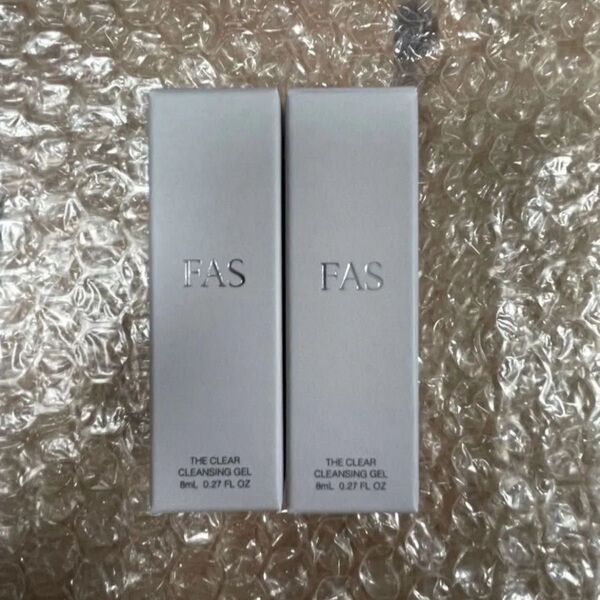 FAS
THE CLEAR
CLEANSING GEL
8mL 0.27 FL OZ
FAS
THE CLEAR
CLEANSING GEL
8mL 0.27 FL OZ